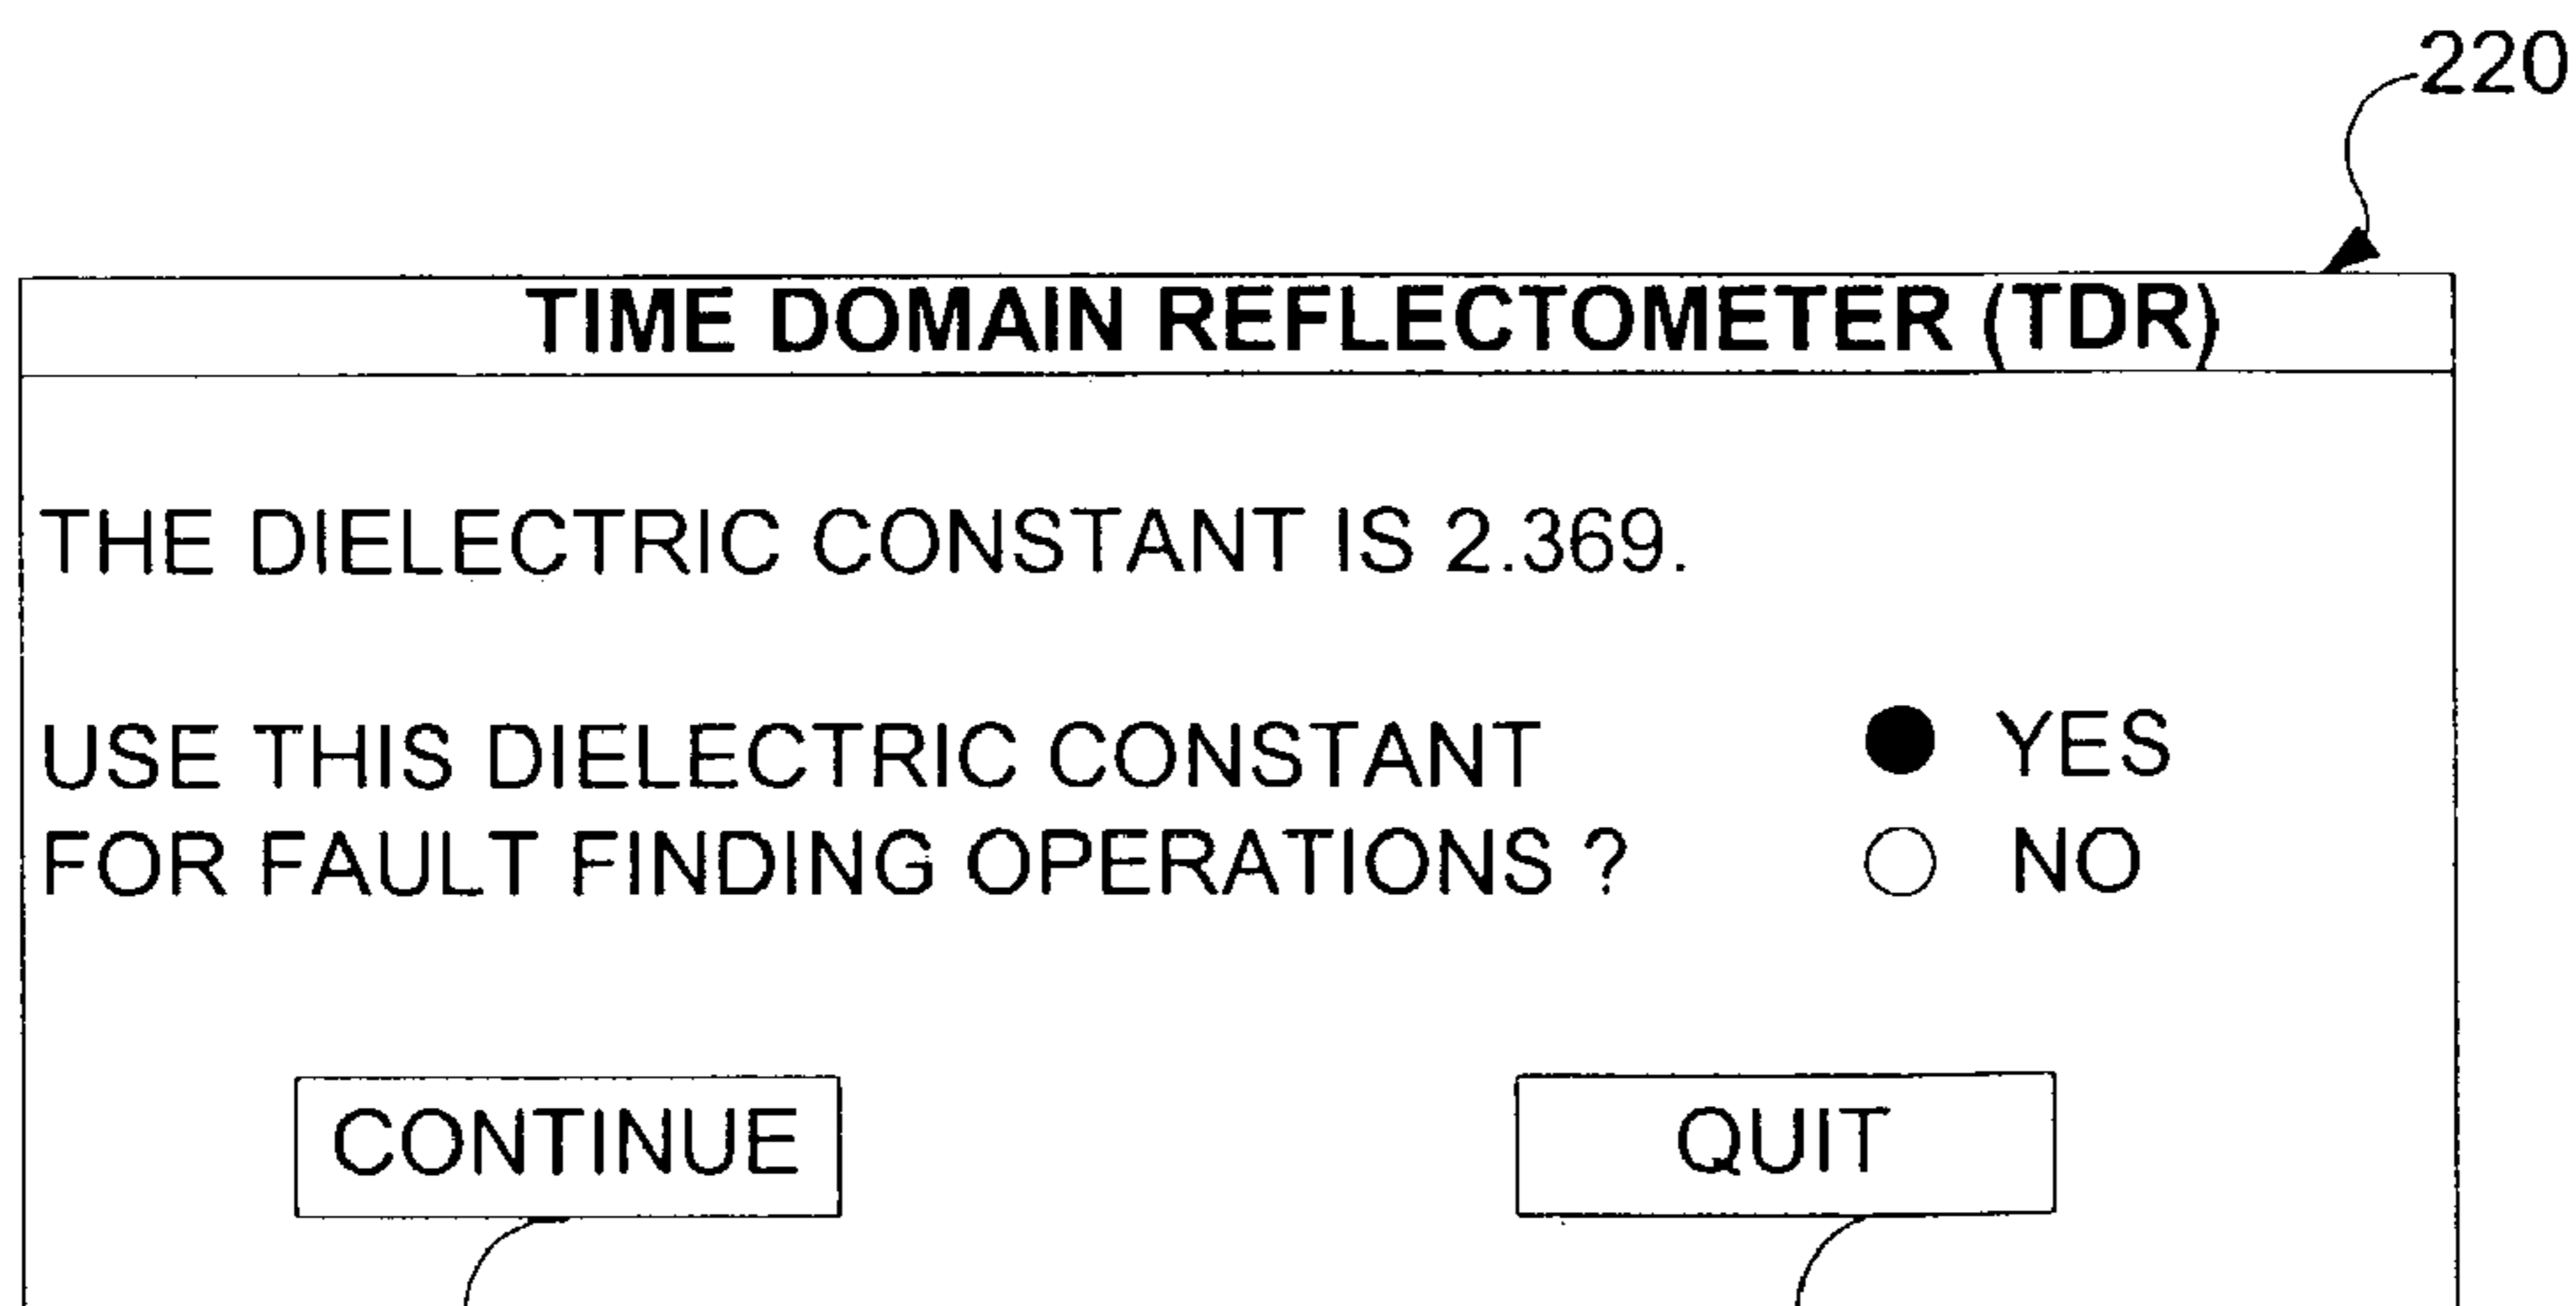 220
TIME DOMAIN REFLECTOMETER (TDR)
THE DIELECTRIC CONSTANT IS 2.369.
USE THIS DIELECTRIC CONSTANT
FOR FAULT FINDING OPERATIONS ?
YES
NO
CONTINUE
QUIT